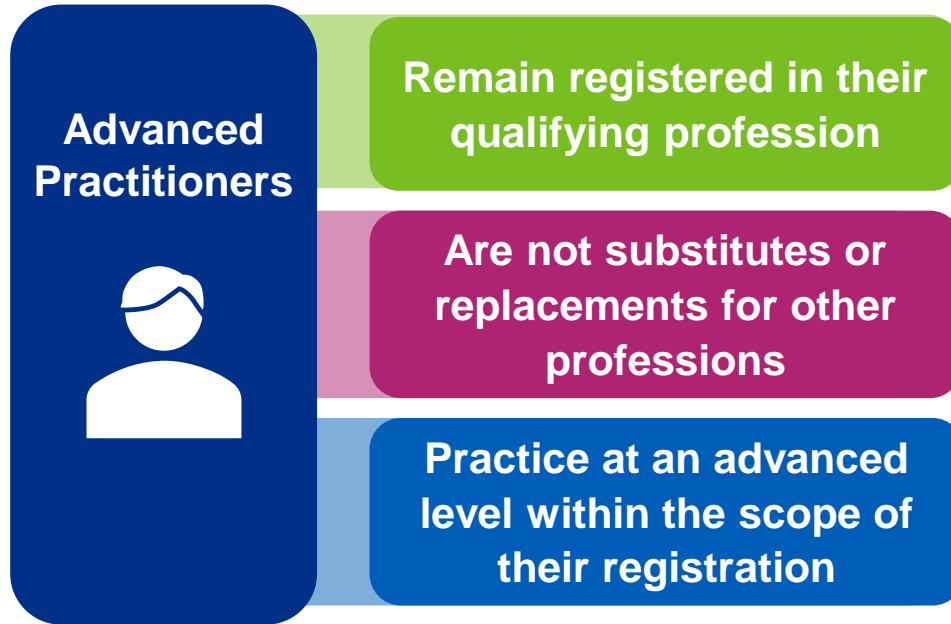 Advanced
Practitioners
Remain registered in their
qualifying profession
Are not substitutes or
replacements for other
professions
Practice at an advanced
level within the scope of
their registration